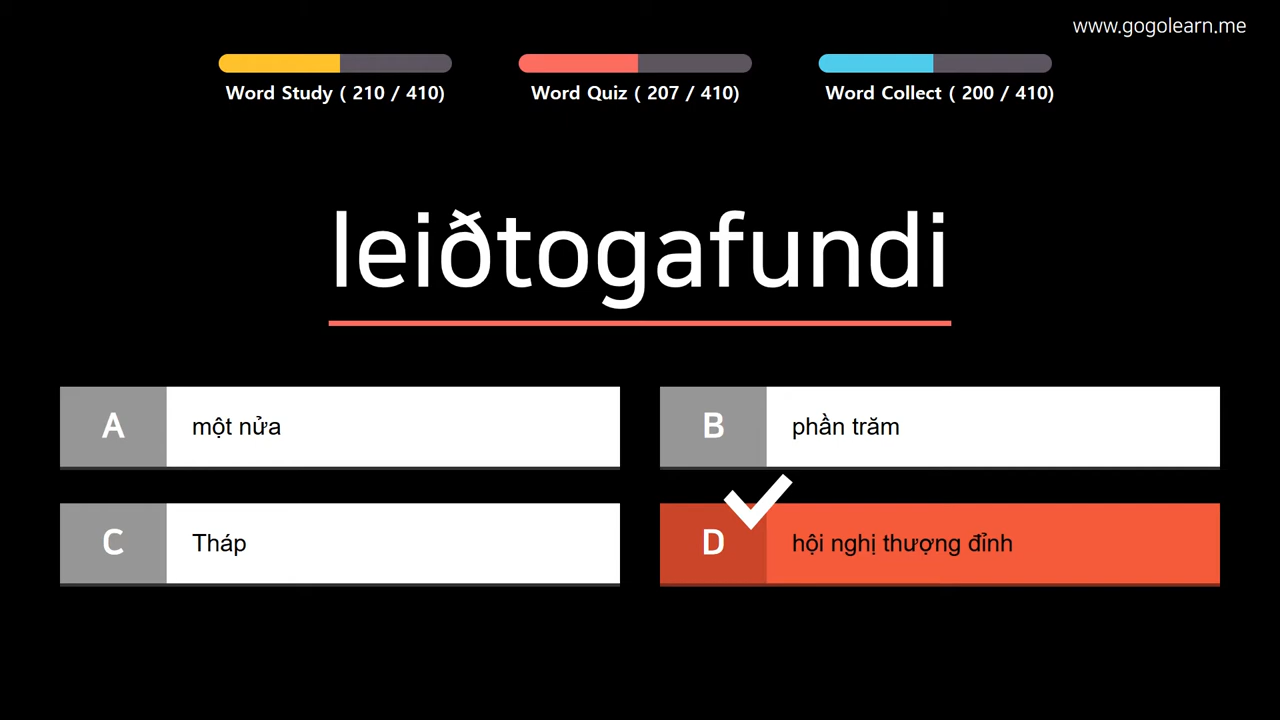 www.gogolearn.me
Word Study ( 210 / 410)
Word Quiz ( 207 / 410)
Word Collect ( 200 / 410)
leiðtogafundi
A
một nửa
B
phần trăm
C
Tháp
D
hội nghị thượng đỉnh